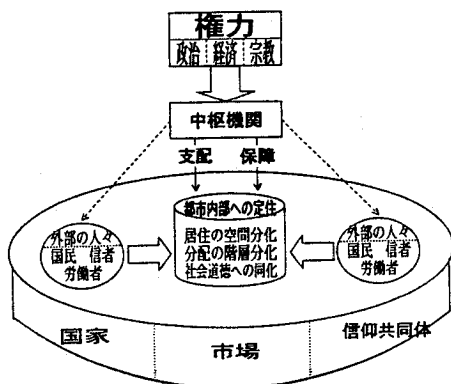 権力
政治 経済 宗教
中枢機関
支配 保障
都市内部への定住
居住の空間分化
分配の階層分化
社会道徳への同化
外部の人々
国民 信者
労働者
外部の人々
国民 信者
労働者
国家
市場
信仰共同体